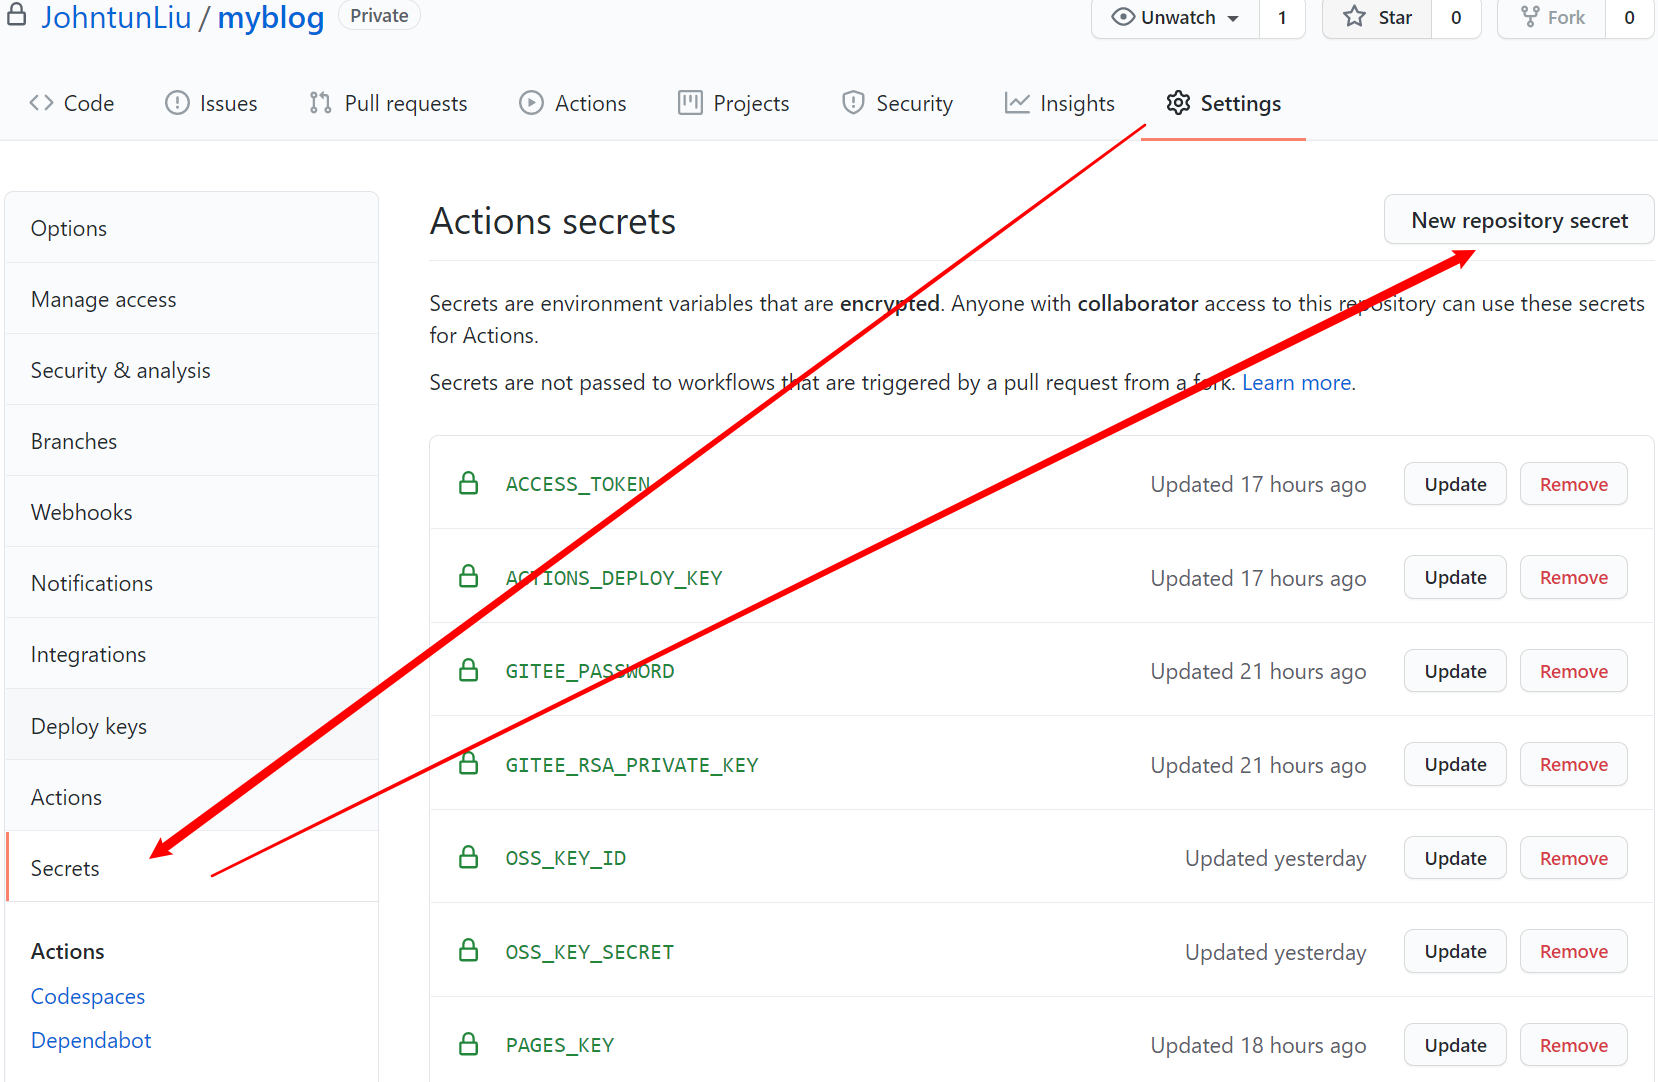 JohntunLiu / myblog Private Unwatch 1 Star 0 Fork 0
Code Issues Pull requests Actions Projects Security Insights Settings
Options
Manage access
Security & analysis
Branches
Webhooks
Notifications
Integrations
Deploy keys
Actions
Secrets
Actions
Codespaces
Dependabot
Actions secrets New repository secret
Secrets are environment variables that are encrypted. Anyone with collaborator access to this repository can use these secrets
for Actions.
Secrets are not passed to workflows that are triggered by a pull request from a fork. Learn more.
ACCESS_TOKEN Updated 17 hours ago Update Remove
ACTIONS_DEPLOY_KEY Updated 17 hours ago Update Remove
GITEE_PASSWORD Updated 21 hours ago Update Remove
GITEE_RSA_PRIVATE_KEY Updated 21 hours ago Update Remove
OSS_KEY_ID Updated yesterday Update Remove
OSS_KEY_SECRET Updated yesterday Update Remove
PAGES_KEY Updated 18 hours ago Update Remove